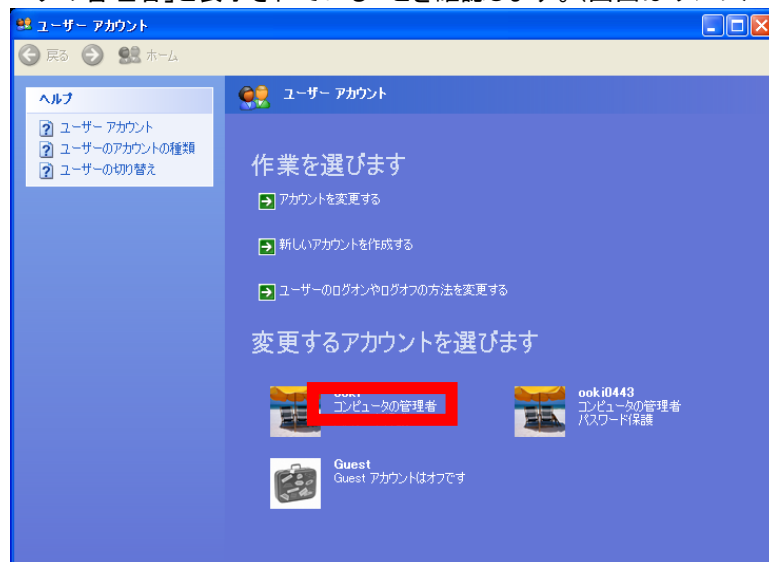 ユーザー アカウント
戻る ホーム
ヘルプ
ユーザー アカウント
ユーザーのアカウントの種類
ユーザーの切り替え
ユーザー アカウント
作業を選びます
アカウントを変更する
新しいアカウントを作成する
ユーザーのログオンやログオフの方法を変更する
変更するアカウントを選びます
コンピュータの管理者
ooki0443
コンピュータの管理者
パスワード保護
Guest
Guest アカウントはオフです